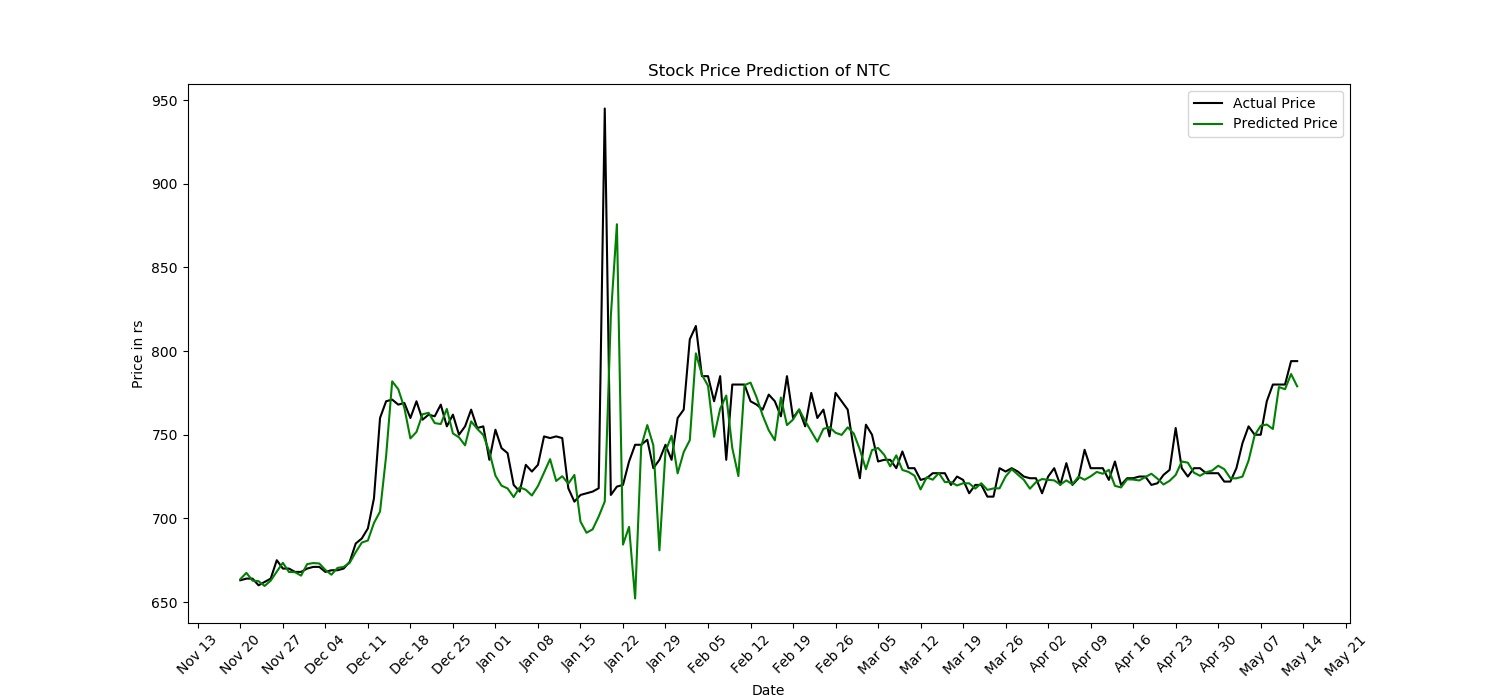 Stock Price Prediction of NTC
Actual Price
Predicted Price
950
900
850
800
750
700
650
Price in rs
Nov 13
Nov 20
Nov 27
Dec 04
Dec 11
Dec 18
Dec 25
Jan 01
Jan 08
Jan 15
Jan 22
Jan 29
Feb 05
Feb 12
Feb 19
Feb 26
Mar 05
Mar 12
Mar 19
Mar 26
Apr 02
Apr 09
Apr 16
Apr 23
Apr 30
May 07
May 14
May 21
Date